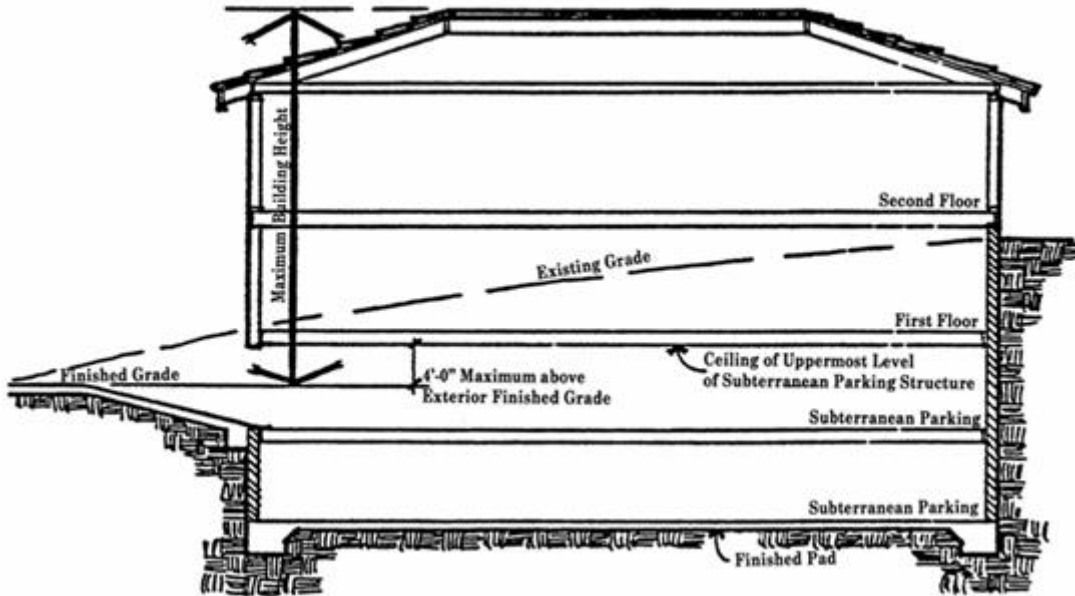 Maximum Building Height
Second Floor
Existing Grade
First Floor
Finished Grade
4'-0" Maximum above
Exterior Finished Grade
Ceiling of Uppermost Level
of Subterranean Parking Structure
Subterranean Parking
Subterranean Parking
Finished Pad